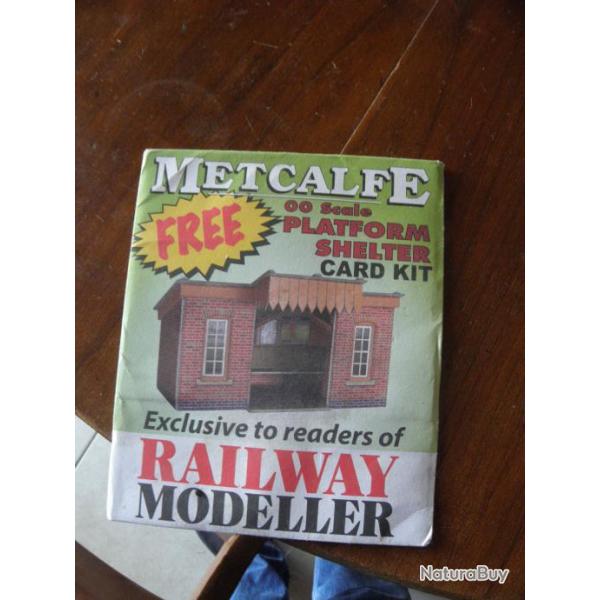 METCALFE
FREE
00 Scale
PLATFORM
SHELTER
CARD KIT
Exclusive to readers of
RAILWAY
MODELLER
NaturaBuy